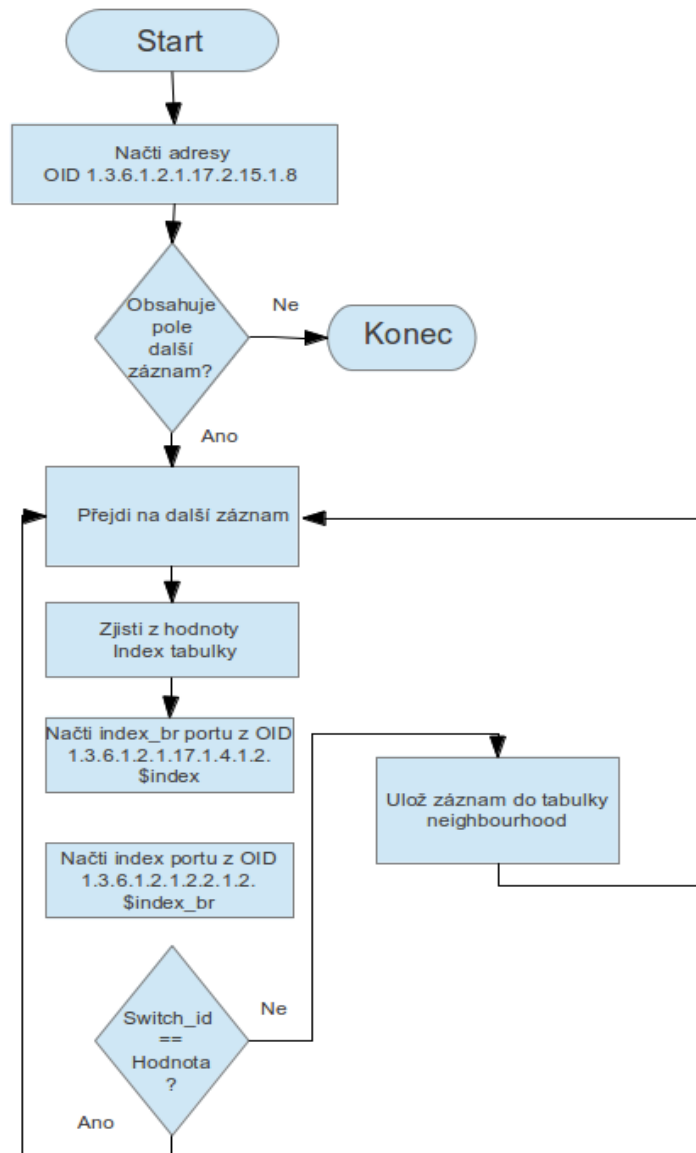 Start
Načti adresy
OID 1.3.6.1.2.1.17.2.15.1.8
Obsahuje
pole
další
záznam?
Ne
Konec
Ano
Přejdi na další záznam
Zjisti z hodnoty
Index tabulky
Načti index_br portu z OID
1.3.6.1.2.1.17.1.4.1.2.
$index
Ulož záznam do tabulky
neighbourhood
Načti index portu z OID
1.3.6.1.2.1.2.2.1.2.
$index_br
Switch_id
==
Hodnota
?
Ne
Ano